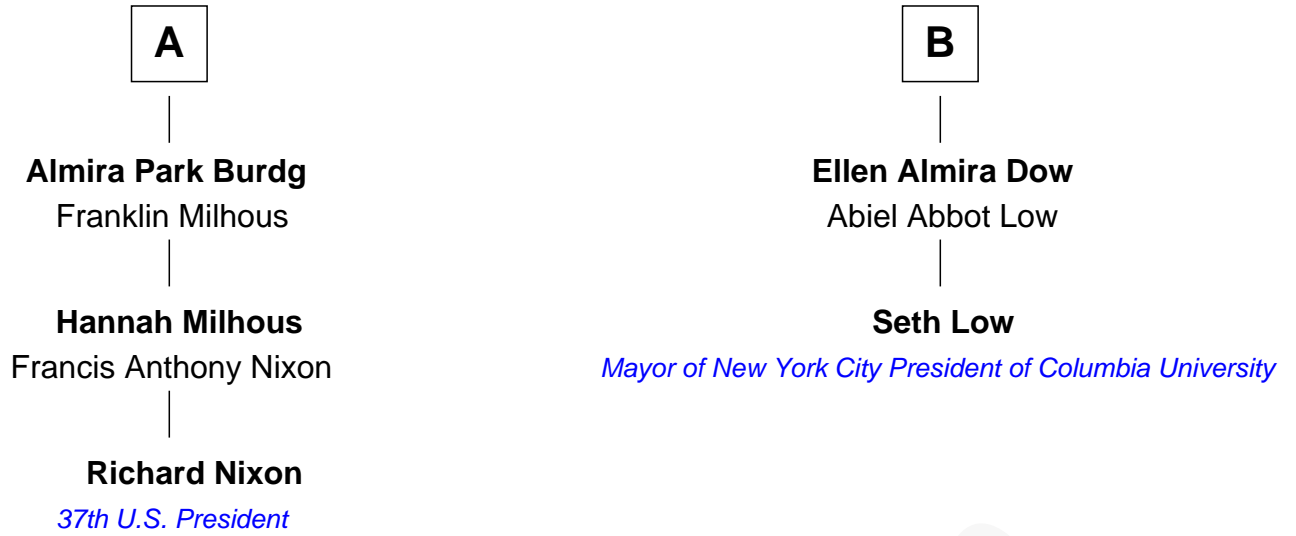 A
Almira Park Burdg
Franklin Milhous
Hannah Milhous
Francis Anthony Nixon
Richard Nixon
37th U.S. President
B
Ellen Almira Dow
Abiel Abbot Low
Seth Low
Mayor of New York City President of Columbia University